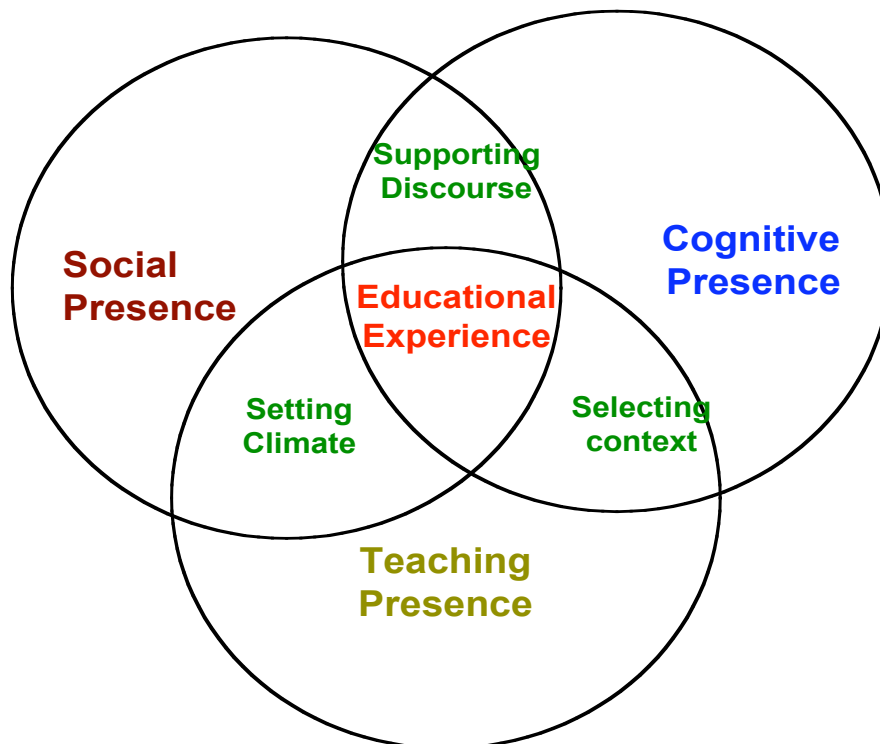 Supporting
Discourse
Cognitive
Presence
Social
Presence
Educational
Experience
Setting
Climate
Selecting
context
Teaching
Presence